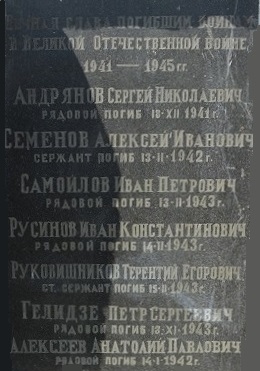 Вечная слава погибшим воинам
в Великой Отечественной войне
1941 — 1945 гг.
Андрянов Сергей Николаевич
рядовой погиб 18-XII 1941 г.
Семенов Алексей Иванович
сержант погиб 13-II-1942 г.
Самойлов Иван Петрович
рядовой погиб 13-II-1943 г.
Русинов Иван Константинович
рядовой погиб 14-II-1943 г.
Руковишников Терентий Егорович
ст. сержант погиб 15-II-1943 г.
Гелидзе Петр Сергеевич
рядовой погиб 18-XI-1943 г.
Алексеев Анатолий Павлович
рядовой погиб 14-I-1942 г.